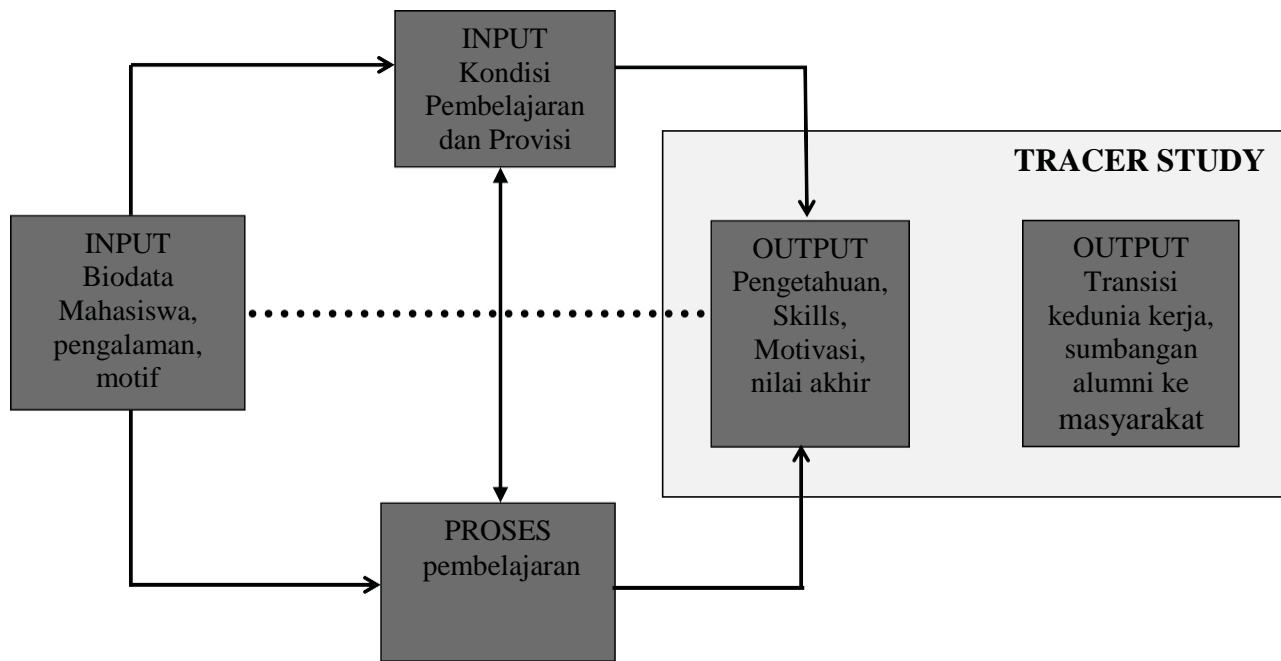 INPUT
Kondisi
Pembelajaran
dan Provisi
TRACER STUDY
INPUT
Biodata
Mahasiswa,
pengalaman,
motif
OUTPUT
Pengetahuan,
Skills,
Motivasi,
nilai akhir
OUTPUT
Transisi
kedunia kerja,
sumbangan
alumni ke
masyarakat
PROSES
pembelajaran